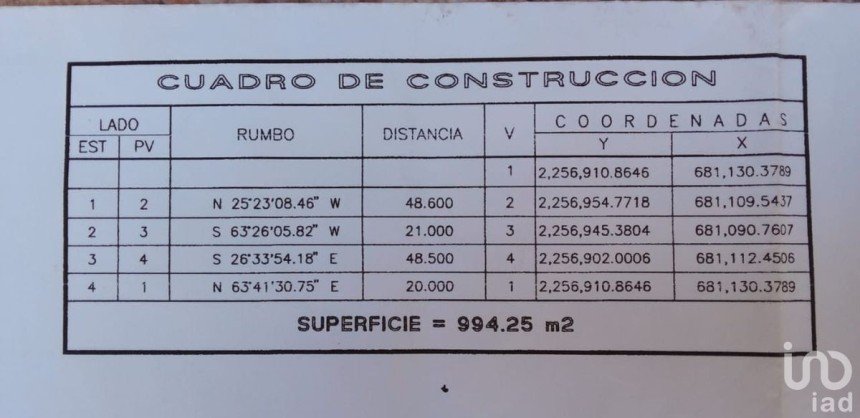 CUADRO DE CONSTRUCCION
LADO RUMBO DISTANCIA V COORDENADAS
EST PV Y X
1 2,256,910.8646 681,130.3789
1 2 N 25°23'08.46" W 48.600 2 2,256,954.7718 681,109.5437
2 3 S 63°26'05.82" W 21.000 3 2,256,945.3804 681,090.7607
3 4 S 26°33'54.18" E 48.500 4 2,256,902.0006 681,112.4506
4 1 N 63°41'30.75" E 20.000 1 2,256,910.8646 681,130.3789
SUPERFICIE = 994.25 m2
in
iad